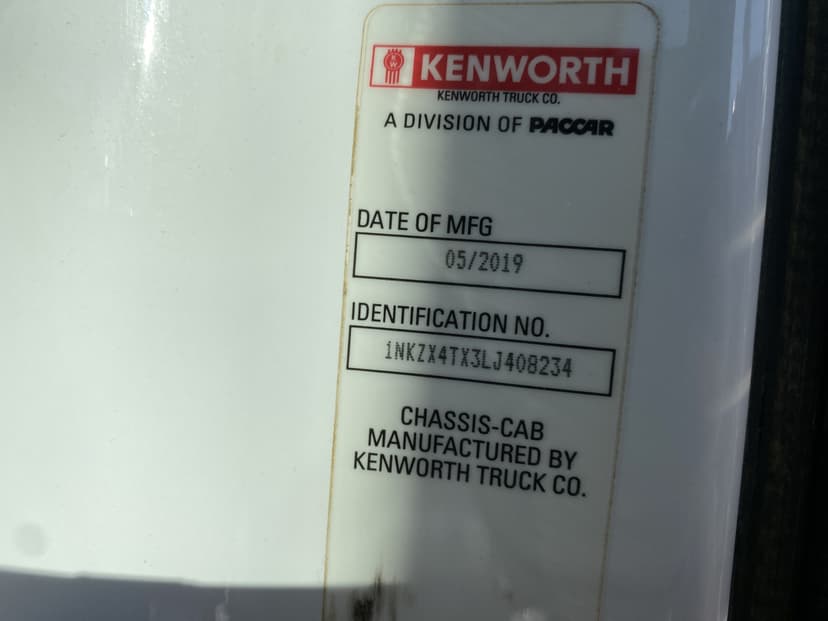 KENWORTH
KENWORTH TRUCK CO.
A DIVISION OF PACCAR
DATE OF MFG
05/2019
IDENTIFICATION NO.
1NKZX4TX3LJ408234
CHASSIS-CAB
MANUFACTURED BY
KENWORTH TRUCK CO.